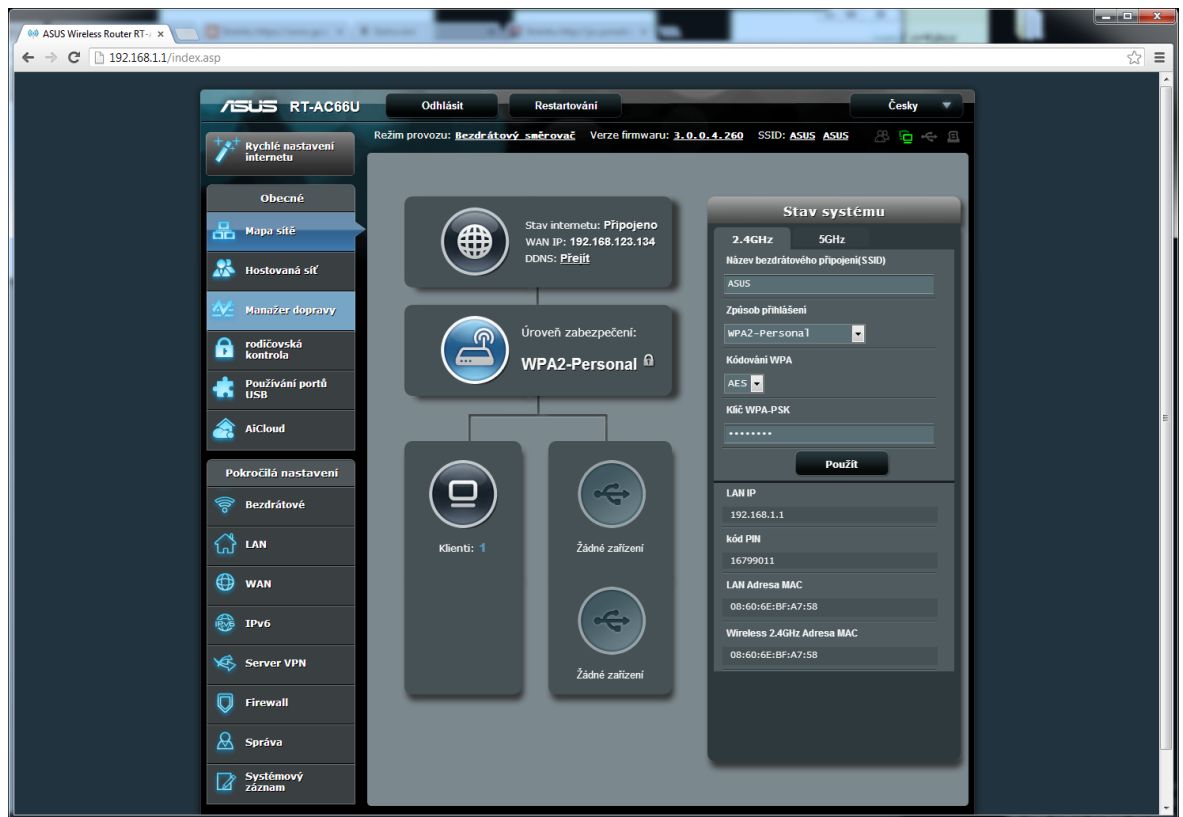 ASUS Wireless Router RT-A
192.168.1.1/index.asp
ASUS RT-AC66U
Odhlásit
Restartování
Česky
Režim provozu: Bezdrátový směrovač Verze firmwaru: 3.0.0.4.260 SSID: ASUS ASUS
Rychlé nastavení
internetu
Obecné
Mapa sítě
Hostovaná síť
Manažer dopravy
rodičovská
kontrola
Používání portů
USB
AiCloud
Pokročilá nastavení
Bezdrátové
LAN
WAN
IPv6
IPv6
Server VPN
Firewall
Správa
Systémový
záznam
Stav internetu: Připojeno
WAN IP: 192.168.123.134
DDNS: Přejít
Úroveň zabezpečení:
WPA2-Personal
Klienti: 1
Žádné zařízení
Žádné zařízení
Stav systému
2.4GHz
5GHz
Název bezdrátového připojení(SSID)
ASUS
Způsob přihlášení
WPA2-Personal
Kódování WPA
AES
Klíč WPA-PSK
••••••••
Použít
LAN IP
192.168.1.1
kód PIN
16799011
LAN Adresa MAC
08:60:6E:BF:A7:58
Wireless 2.4GHz Adresa MAC
08:60:6E:BF:A7:58